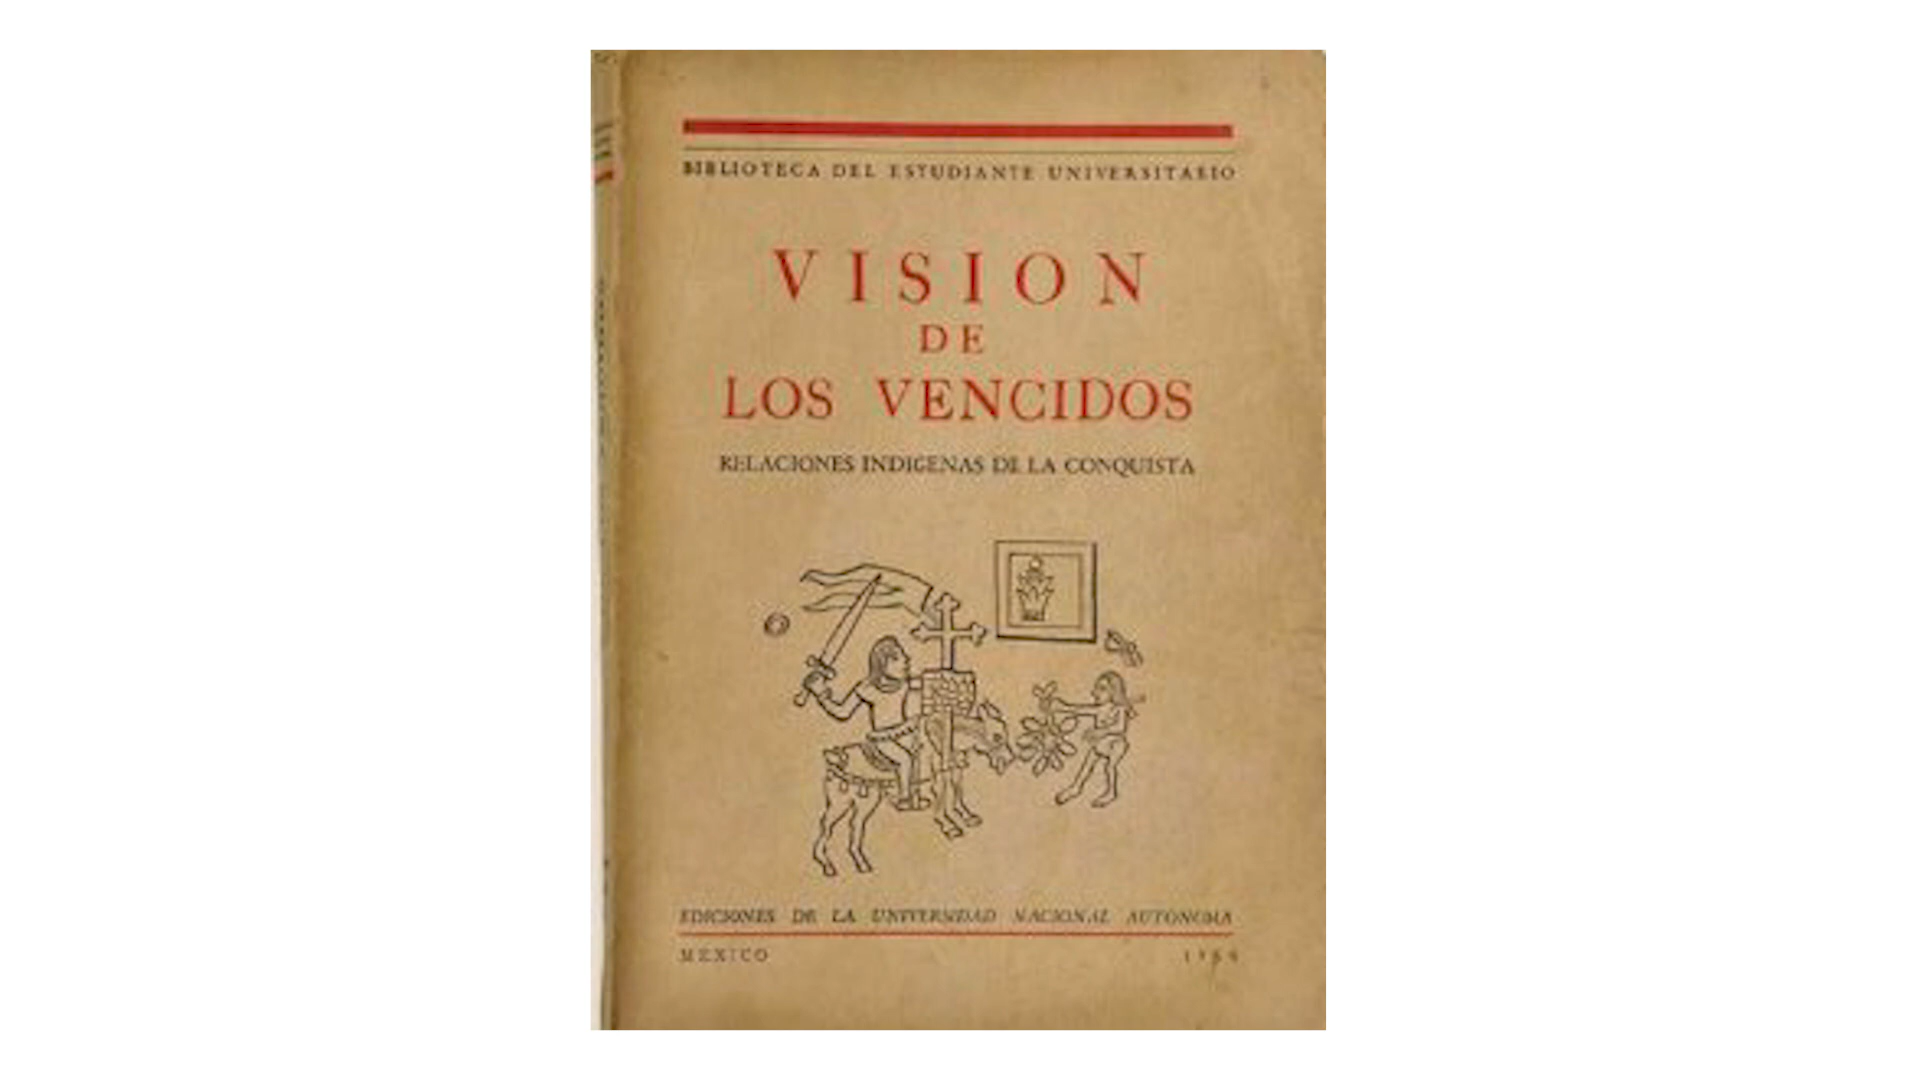 BIBLIOTECA DEL ESTUDIANTE UNIVERSITARIO
VISION
DE
LOS VENCIDOS
RELACIONES INDIGENAS DE LA CONQUISTA
EDICIONES DE LA UNIVERSIDAD NACIONAL AUTONOMA
MEXICO